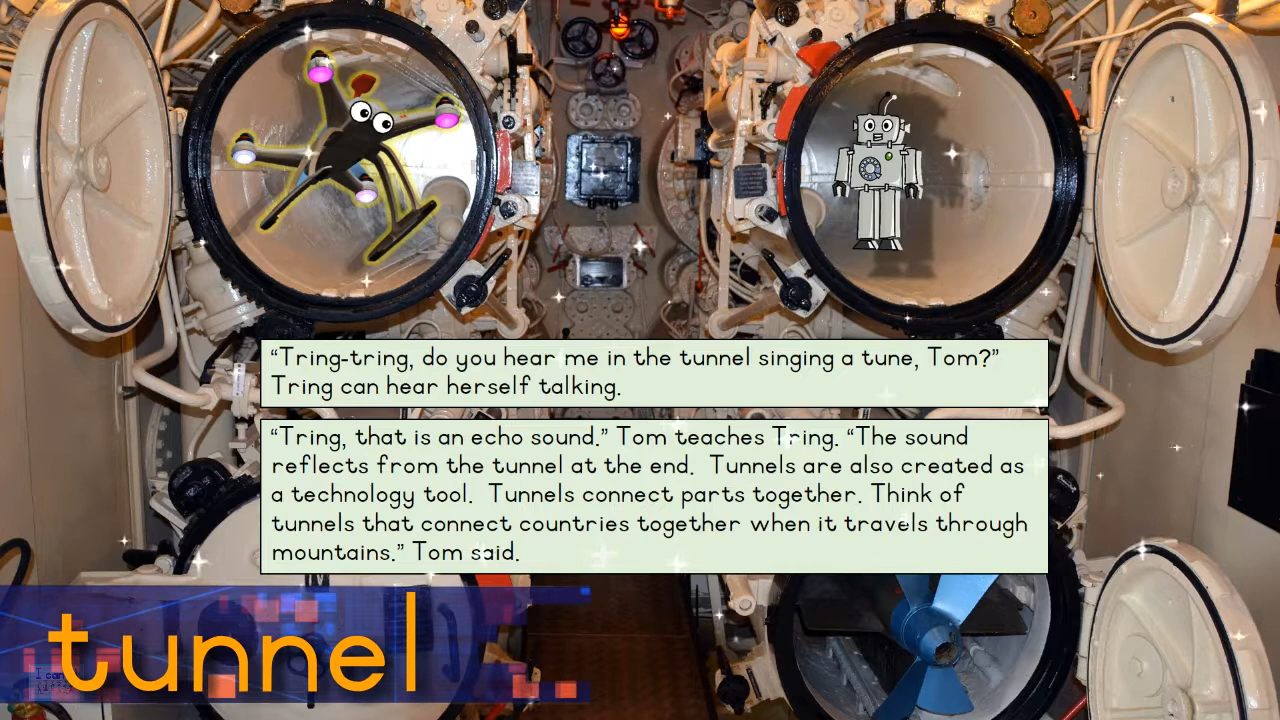 “Tring-tring, do you hear me in the tunnel singing a tune, Tom?”
Tring can hear herself talking.
“Tring, that is an echo sound.” Tom teaches Tring. “The sound
reflects from the tunnel at the end.  Tunnels are also created as
a technology tool.  Tunnels connect parts together. Think of
tunnels that connect countries together when it travels through
mountains.” Tom said.
tunnel
I can